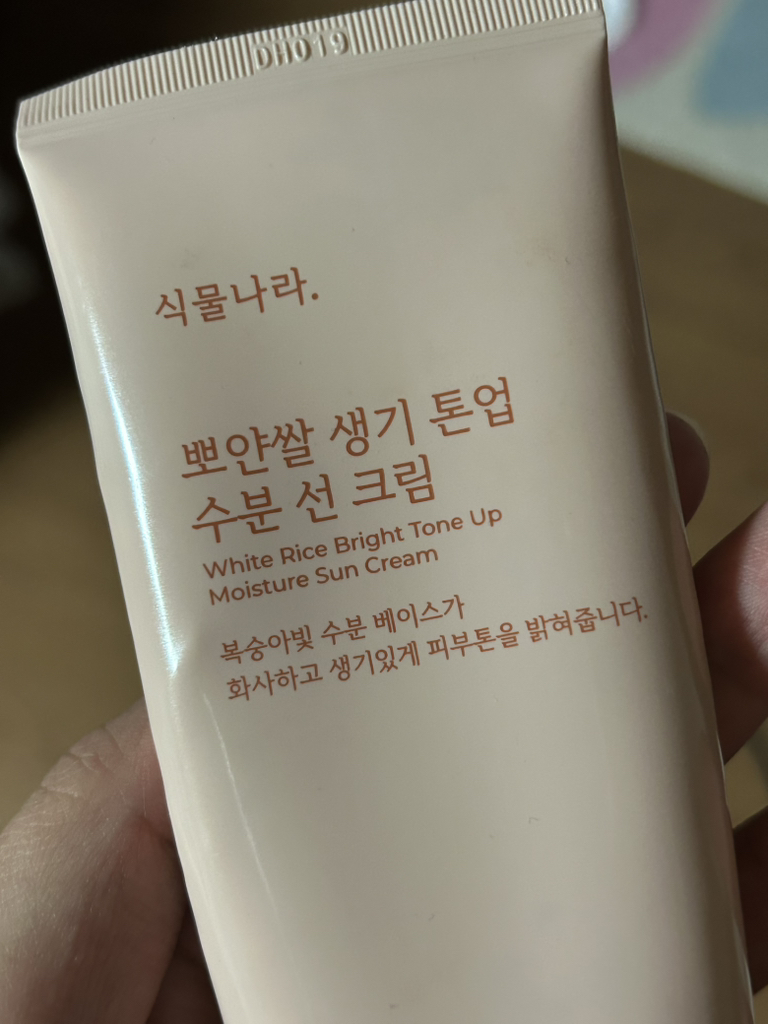 DH019
식물나라.
뽀얀쌀 생기 톤업
수분 선 크림
White Rice Bright Tone Up
Moisture Sun Cream
복숭아빛 수분 베이스가
화사하고 생기있게 피부톤을 밝혀줍니다.